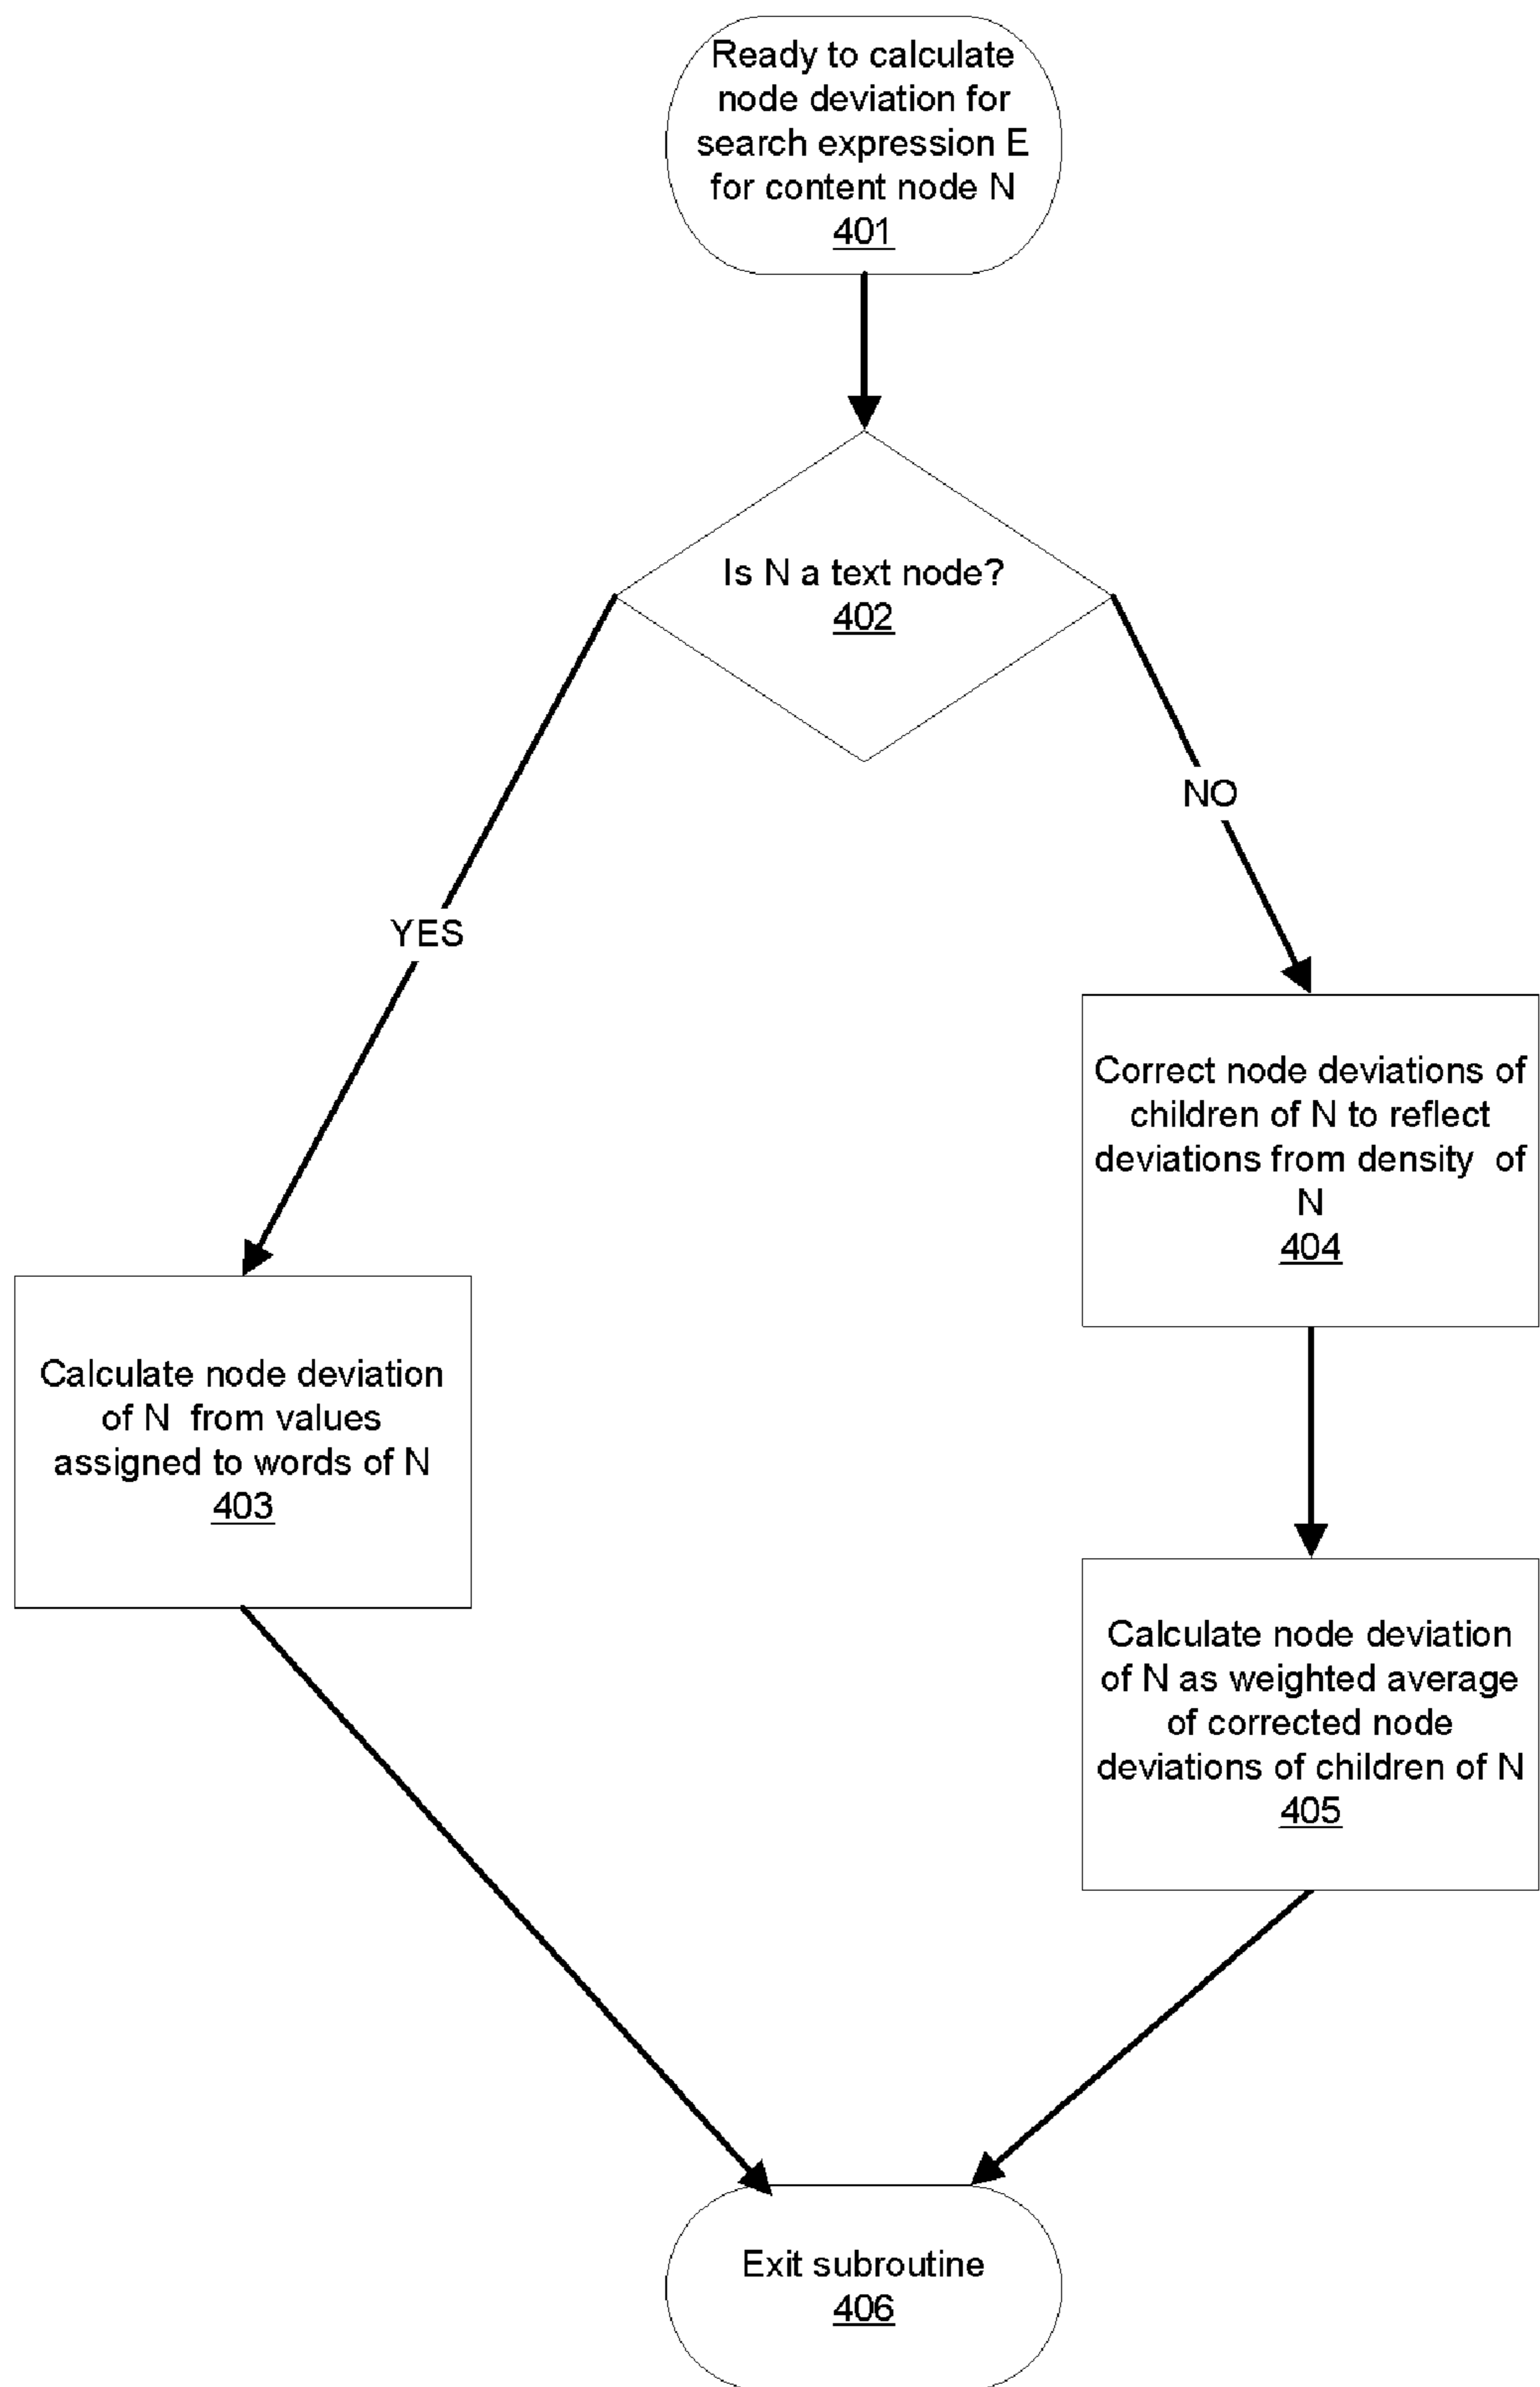 Ready to calculate
node deviation for
search expression E
for content node N
401
Is N a text node?
402
NO
YES
Correct node deviations of
children of N to reflect
deviations from density of
N
404
Calculate node deviation
of N from values
assigned to words of N
403
Calculate node deviation
of N as weighted average
of corrected node
deviations of children of N
405
Exit subroutine
406